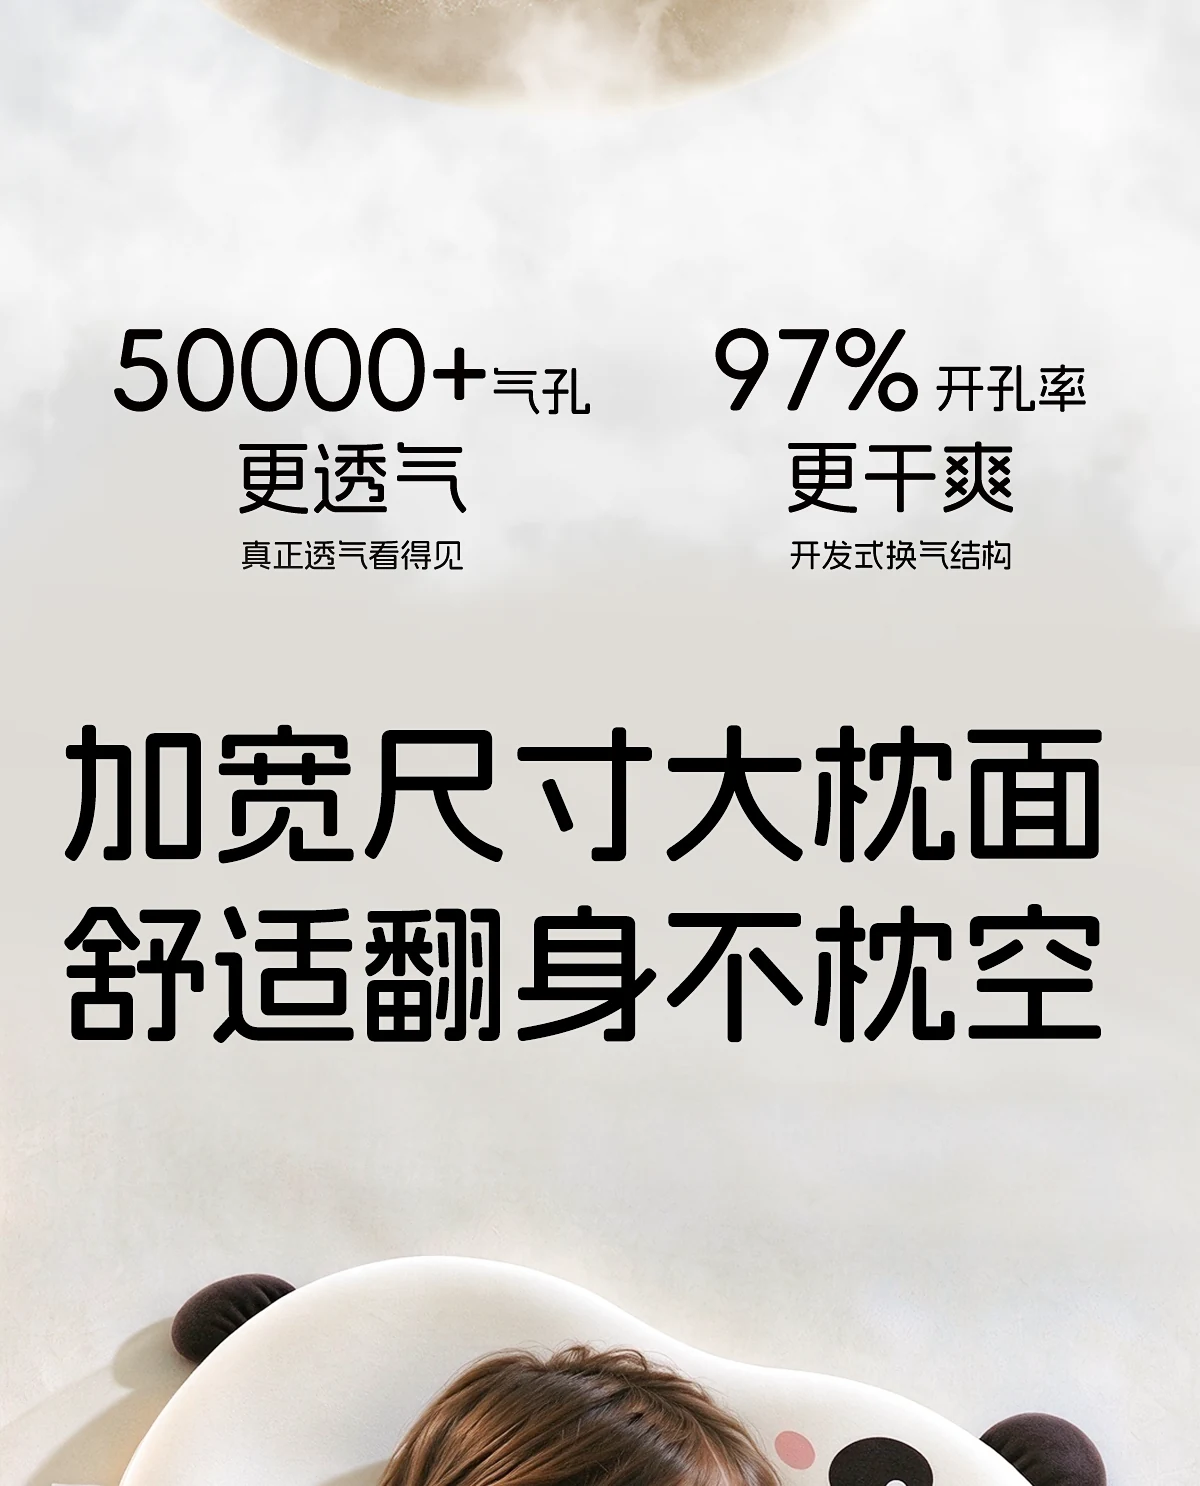 50000+气孔
更透气
真正透气看得见
97% 开孔率
更干爽
开发式换气结构
加宽尺寸大枕面
舒适翻身不枕空